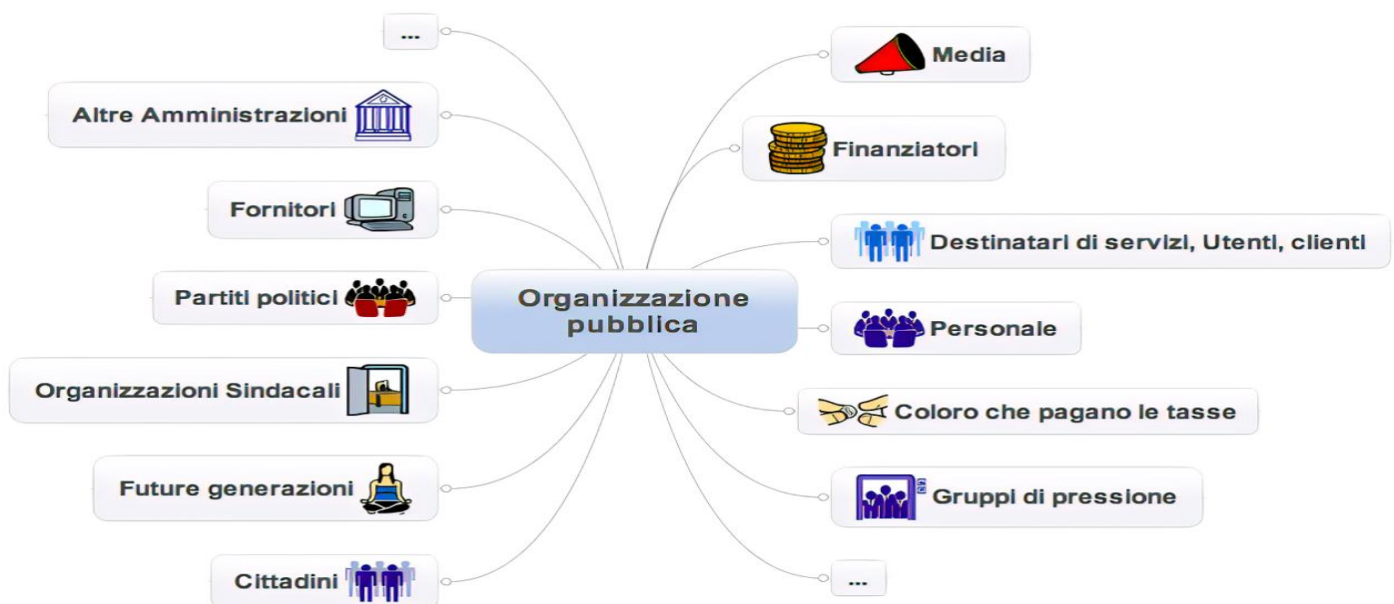 ...
Altre Amministrazioni
Fornitori
Partiti politici
Organizzazioni Sindacali
Future generazioni
Cittadini
Organizzazione
pubblica
Media
Finanziatori
Destinatari di servizi, Utenti, clienti
Personale
Coloro che pagano le tasse
Gruppi di pressione
...